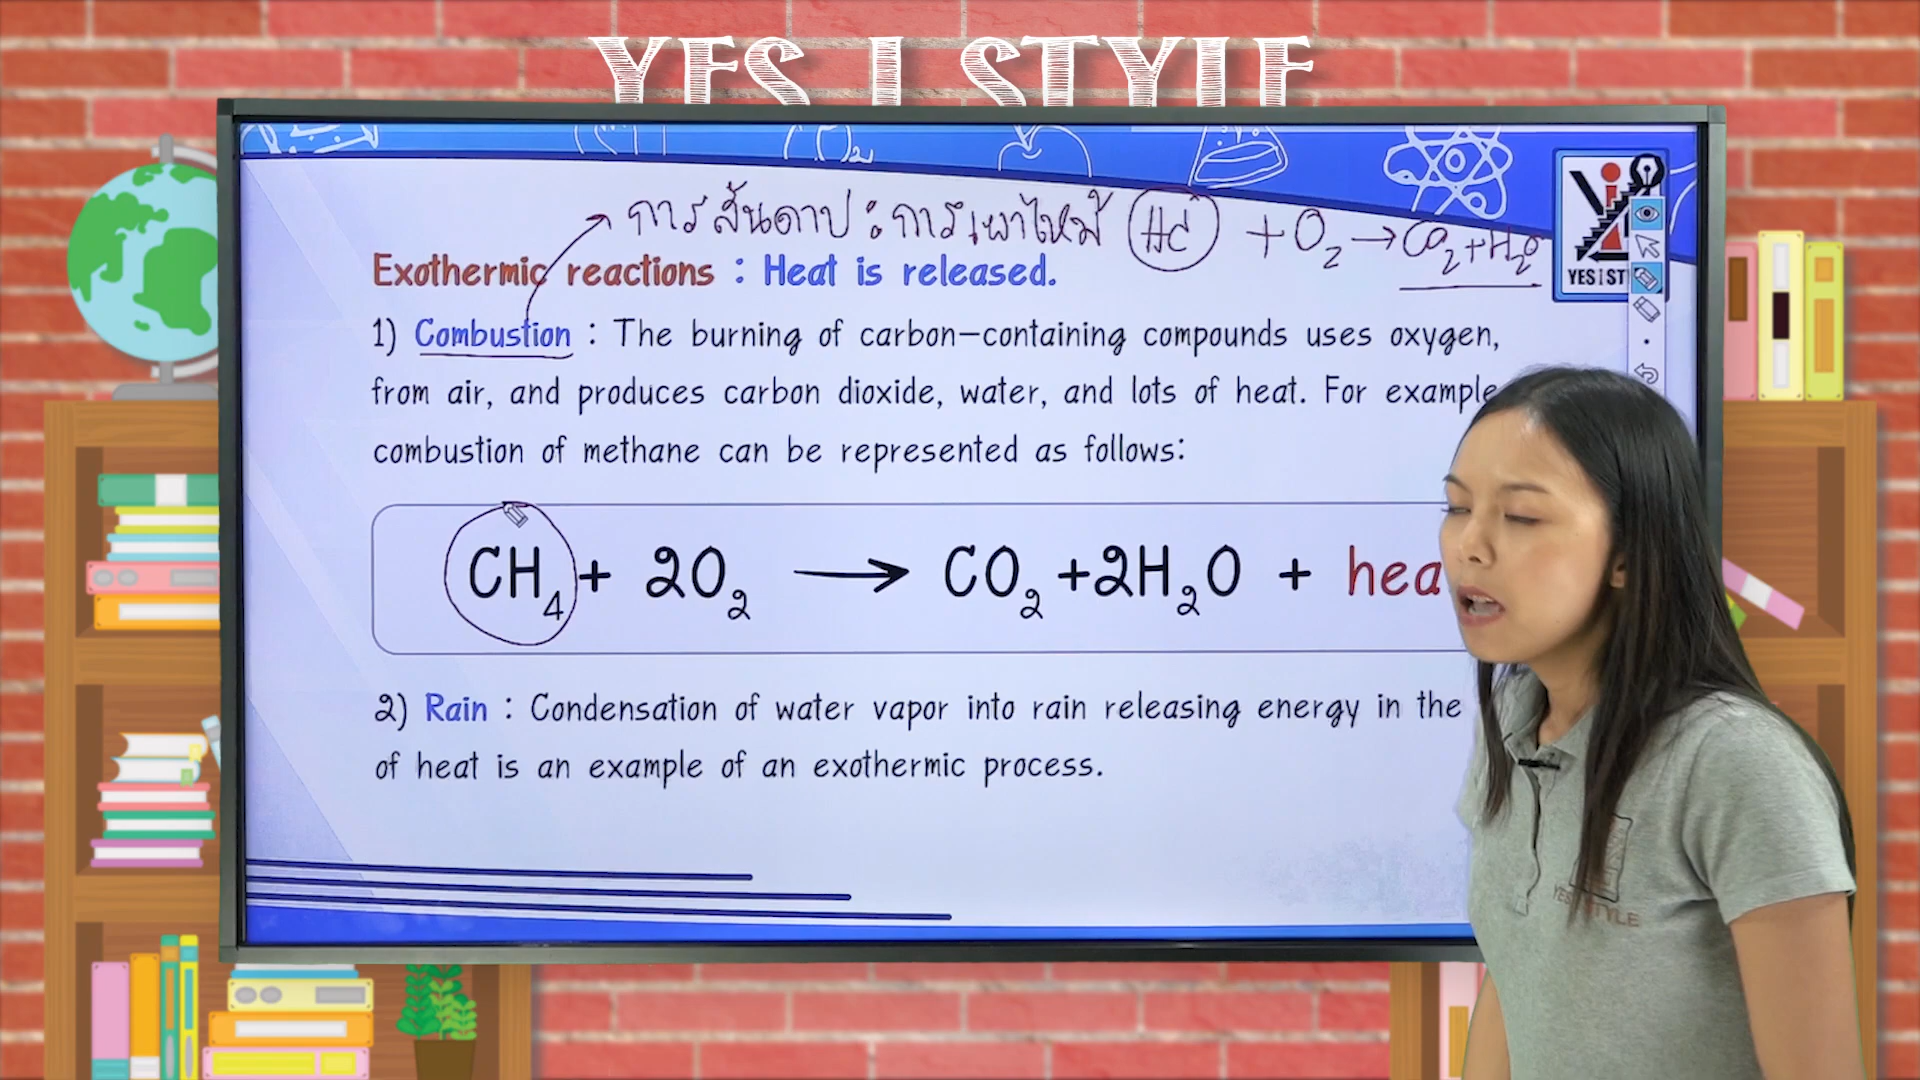 YES I STYLE
การสันดาป : การเผาไหม้ HC + O2 → CO2 + H2O
Exothermic reactions : Heat is released.
YES I ST
1) Combustion : The burning of carbon-containing compounds uses oxygen,
from air, and produces carbon dioxide, water, and lots of heat. For example
combustion of methane can be represented as follows:
CH4 + 2O2 → CO2 +2H2O + hea
2) Rain : Condensation of water vapor into rain releasing energy in the
of heat is an example of an exothermic process.
YES I STYLE